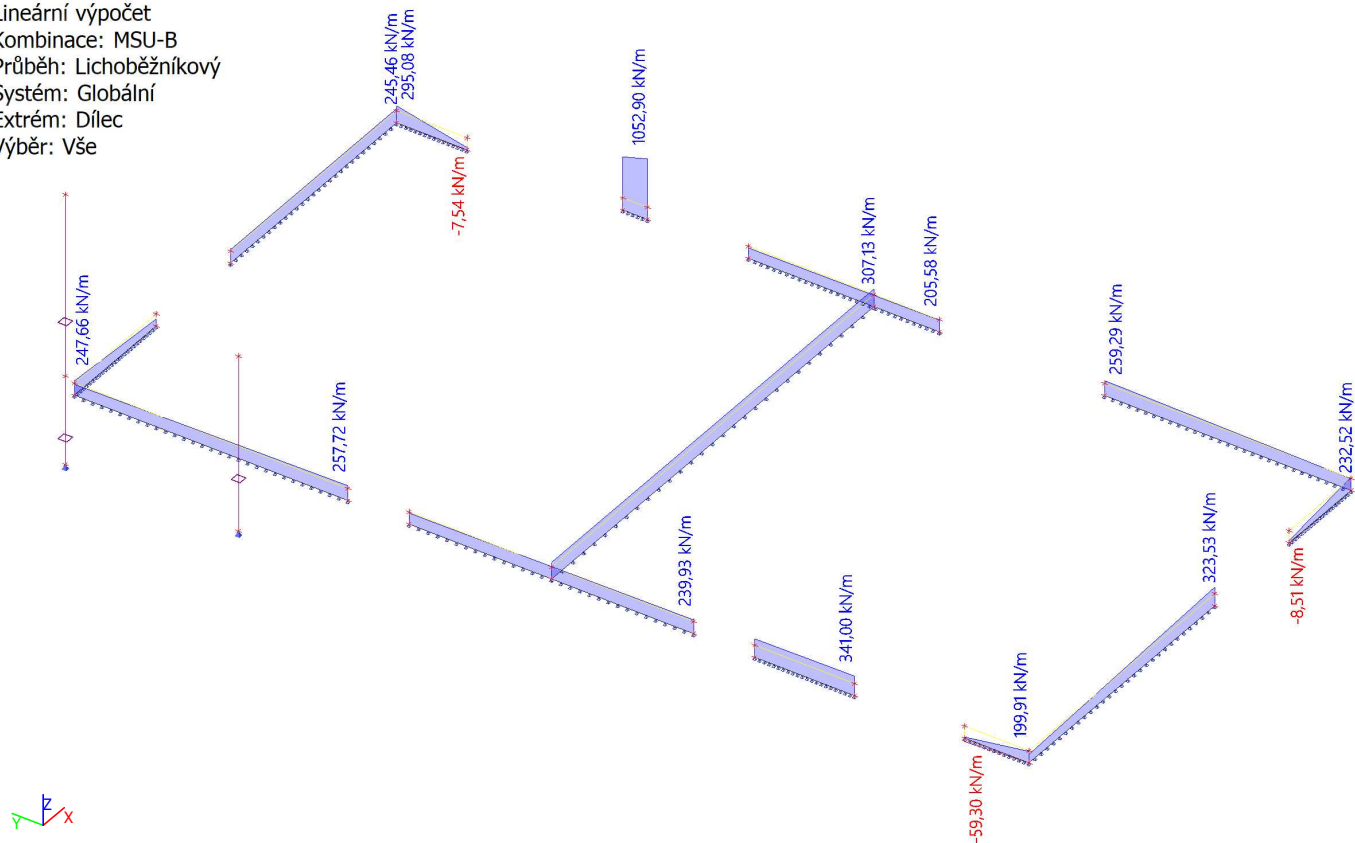 Lineární výpočet
Kombinace: MSU-B
Průběh: Lichoběžníkový
Systém: Globální
Extrém: Dílec
Výběr: Vše
245,46 kN/m
295,08 kN/m
-7,54 kN/m
1052,90 kN/m
307,13 kN/m
205,58 kN/m
247,66 kN/m
257,72 kN/m
259,29 kN/m
232,52 kN/m
-8,51 kN/m
239,93 kN/m
323,53 kN/m
341,00 kN/m
199,91 kN/m
-59,30 kN/m
Z
Y
X